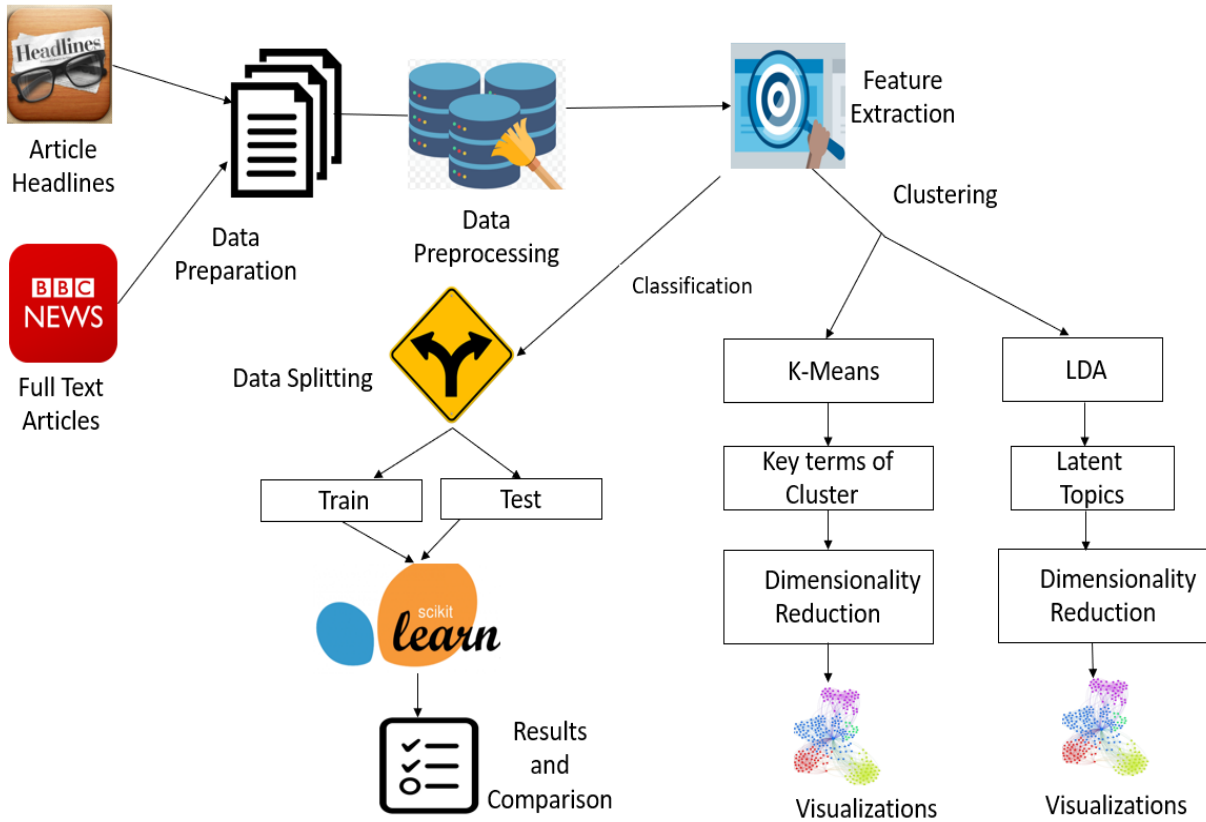 Headlines
Article
Headlines
BBC
NEWS
Full Text
Articles
Data
Preparation
Data
Preprocessing
Feature
Extraction
Classification
Clustering
Data Splitting
Train
Test
scikit
learn
Results
and
Comparison
K-Means
Key terms of
Cluster
Dimensionality
Reduction
Visualizations
LDA
Latent
Topics
Dimensionality
Reduction
Visualizations